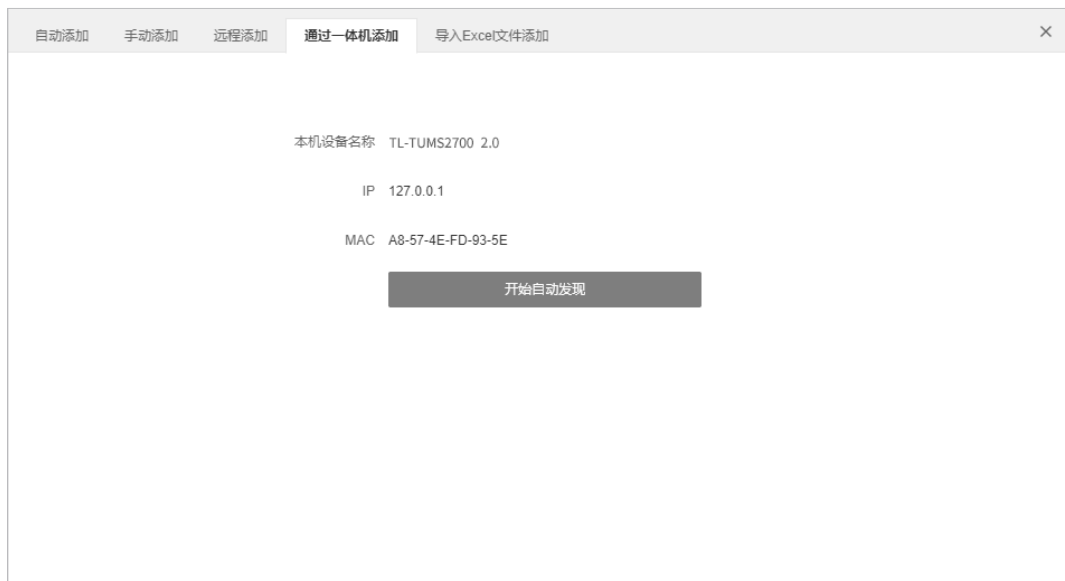 自动添加 手动添加 远程添加 通过一体机添加 导入Excel文件添加 ×
本机设备名称 TL-TUMS2700 2.0
IP 127.0.0.1
MAC A8-57-4E-FD-93-5E
开始自动发现